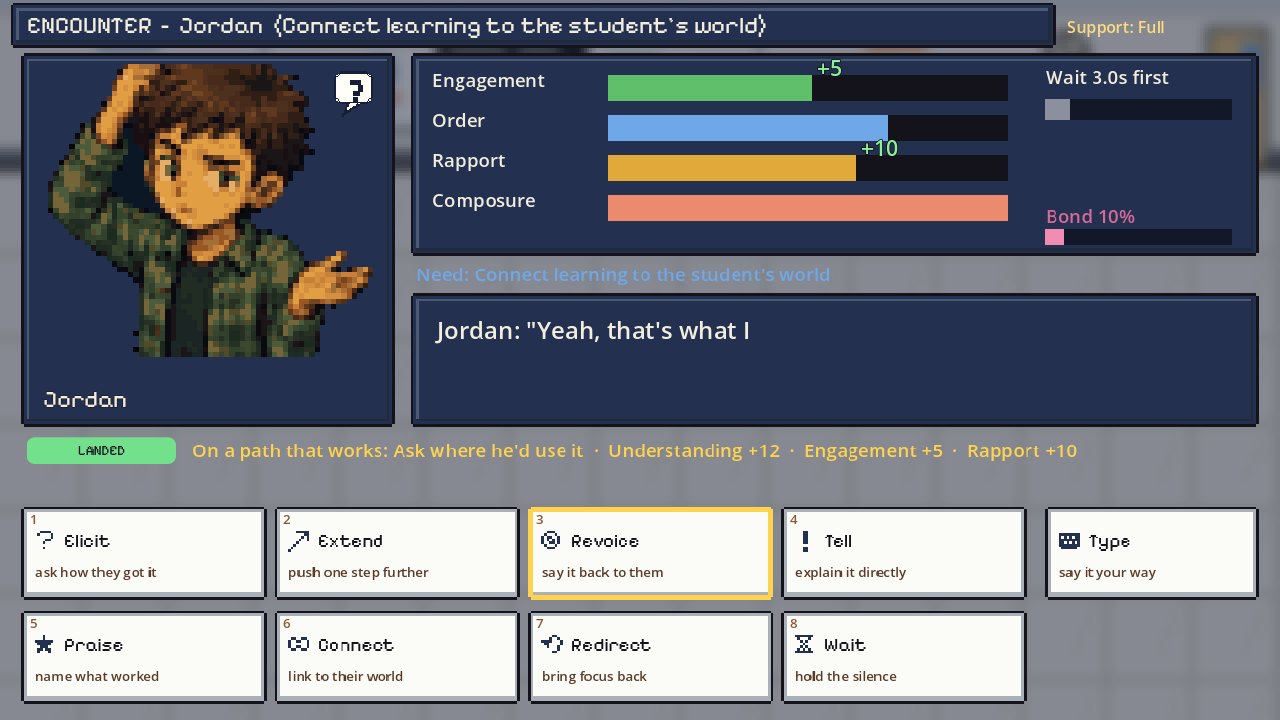 ENCOUNTER - Jordan (Connect learning to the student's world)
Support: Full
?
Jordan
Engagement
+5
Order
Rapport
+10
Composure
Wait 3.0s first
Bond 10%
Need: Connect learning to the student's world
Jordan: "Yeah, that's what I
LANDED
On a path that works: Ask where he'd use it · Understanding +12 · Engagement +5 · Rapport +10
1
? Elicit
ask how they got it
2
Extend
push one step further
3
Revoice
say it back to them
4
! Tell
explain it directly
Type
say it your way
5
Praise
name what worked
6
Connect
link to their world
7
Redirect
bring focus back
8
Wait
hold the silence